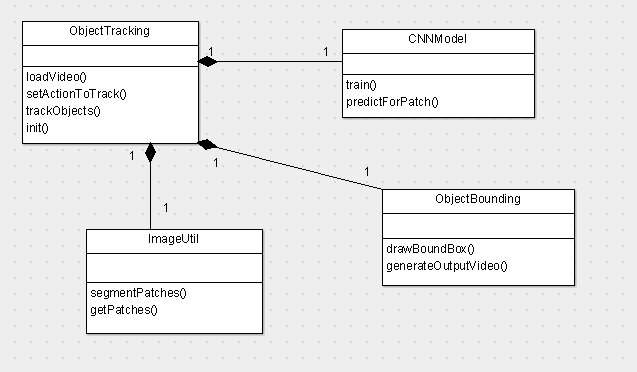 ObjectTracking
loadVideo()
setActionToTrack()
trackObjects()
init()
1
1
CNNModel
train()
predictForPatch()
1
1
1
1
ObjectBounding
drawBoundBox()
generateOutputVideo()
ImageUtil
segmentPatches()
getPatches()